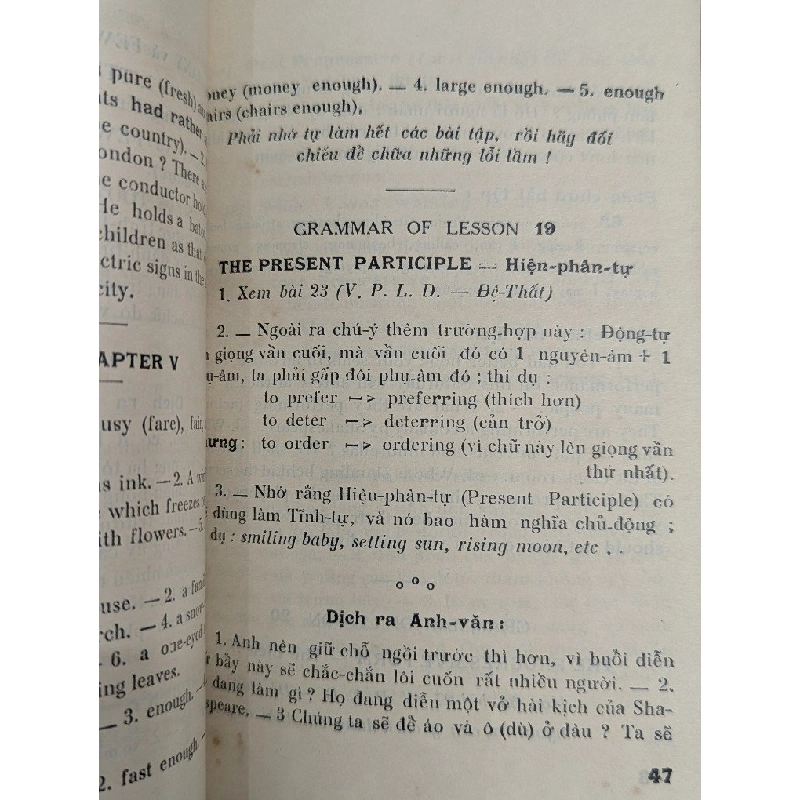 s pure (fresh)
nts had rather
e country). — 2
ondon ? There
e conductor
He holds a
children as that
ectric signs in the
city.
APTER V
usy (fare), fair,
s ink. — 2. A
e which freezes
ith flowers. — 3
use. — 2. a
rch. — 4. a
6. a one-eyed
ing leaves.
— 3. enough.
2. fast enough
oney (money enough). — 4. large enough. — 5. enough
airs (chairs enough).
Phải nhớ tự làm hết các bài tập, rồi hãy đối
chiếu để chữa những lỗi lầm !
GRAMMAR OF LESSON 19
THE PRESENT PARTICIPLE — Hiện-phân-tự
1. Xem bài 23 (V. P. L. D. — Đệ-Thất)
2. — Ngoài ra chú-ý thêm trường-hợp này : Động-tự
giọng vần cuối, mà vần cuối đó có 1 nguyên-âm + 1
ụ-âm, ta phải gấp đôi phụ-âm đó ; thí dụ :
to prefer —> preferring (thích hơn)
to deter —> deterring (cản trở)
ưng : to order —> ordering (vì chữ này lên giọng vần
thứ nhất).
3. — Nhớ rằng Hiện-phân-tự (Present Participle) có
dùng làm Tĩnh-tự, và nó bao hàm nghĩa chủ-động ;
dụ : smiling baby, setting sun, rising moon, etc . .
o o o
Dịch ra Anh-văn :
1. Anh nên giữ chỗ ngồi trước thì hơn, vì buổi diễn
bầy này sẽ chắc-chắn lôi cuốn rất nhiều người. — 2.
đang làm gì ? Họ đang diễn một vở hài kịch của Sha-
speare. — 3 Chúng ta sẽ để áo và ô (dù) ở đâu ? Ta sẽ
47